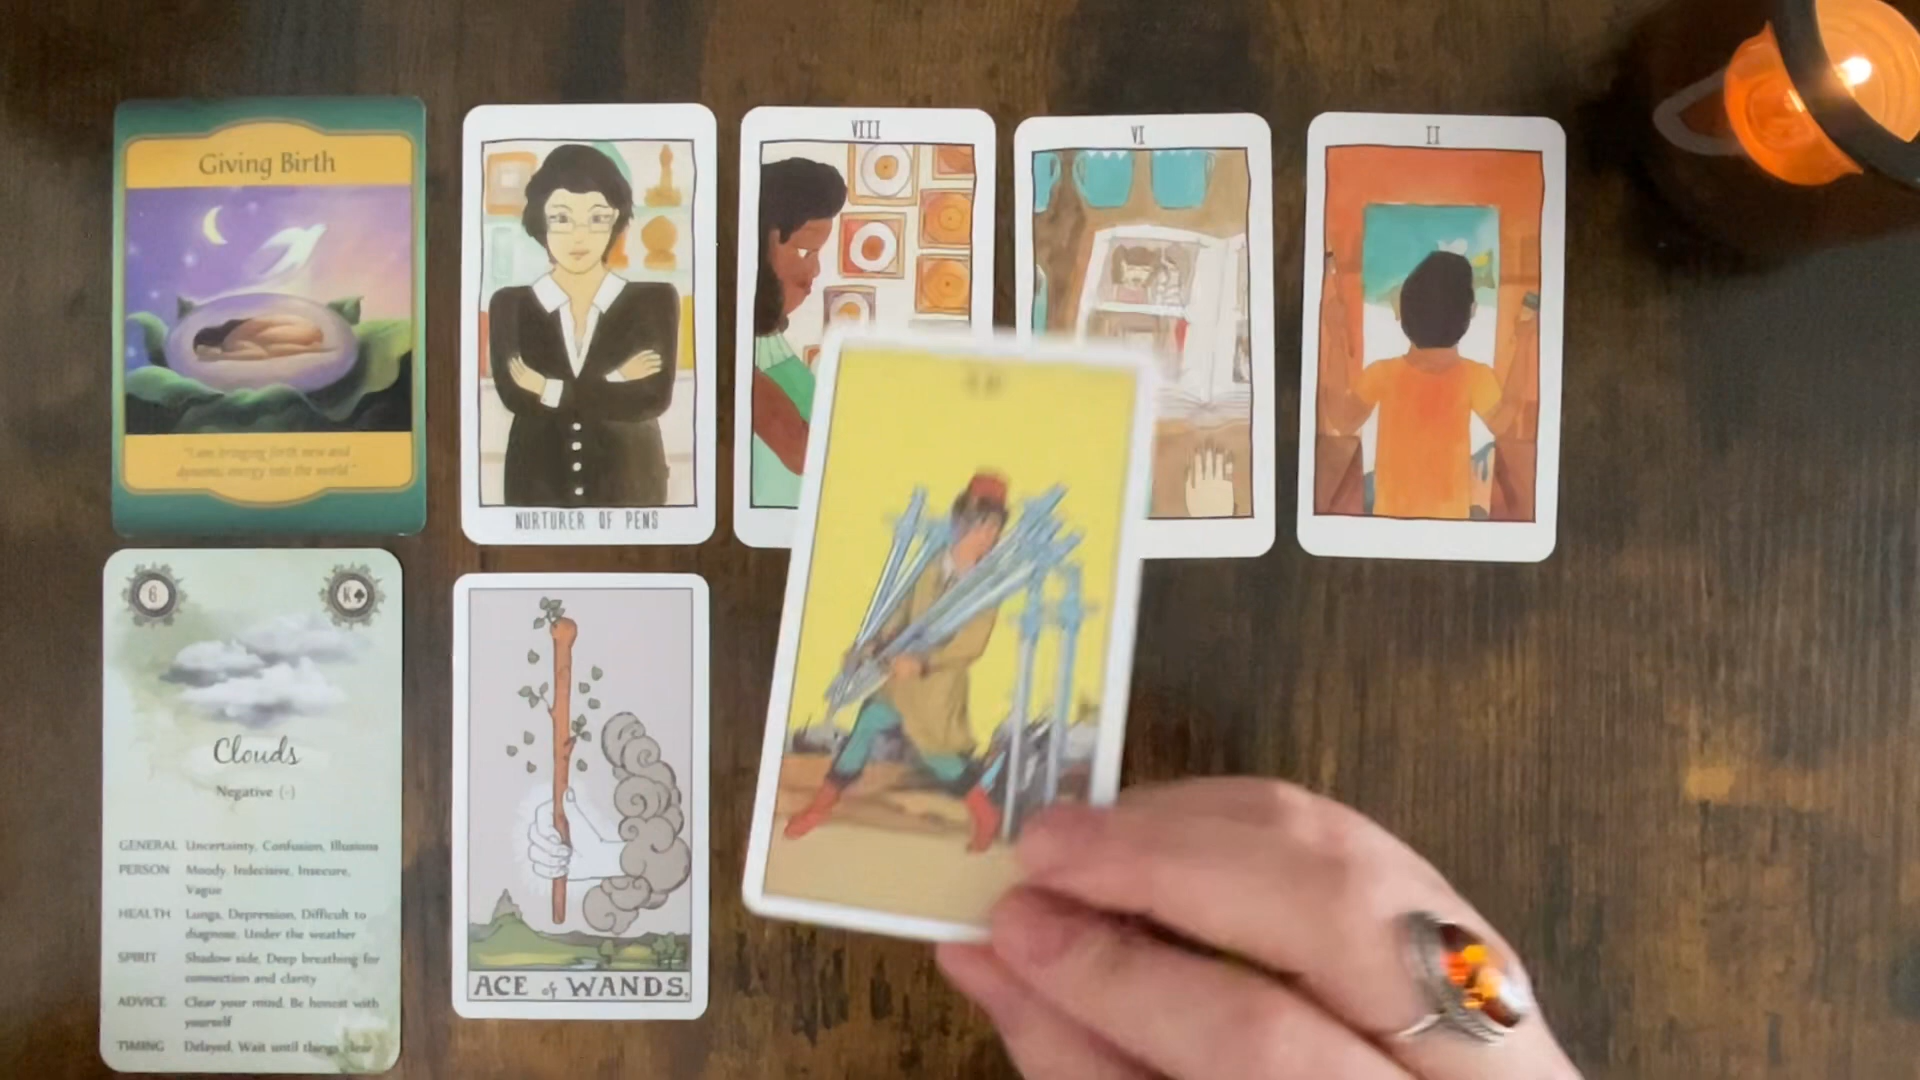 Giving Birth
"I am bringing forth new and
dynamic energy into the world."
NURTURER OF PENS
VIII
VI
II
6
K♠
Clouds
Negative (-)
GENERAL Uncertainty, Confusion, Illusions
PERSON Moody, Indecisive, Insecure,
Vague
HEALTH Lungs, Depression, Difficult to
diagnose, Under the weather
SPIRIT Shadow side, Deep breathing for
connection and clarity
ADVICE Clear your mind, Be honest with
yourself
TIMING Delayed, Wait until things clear
ACE of WANDS.